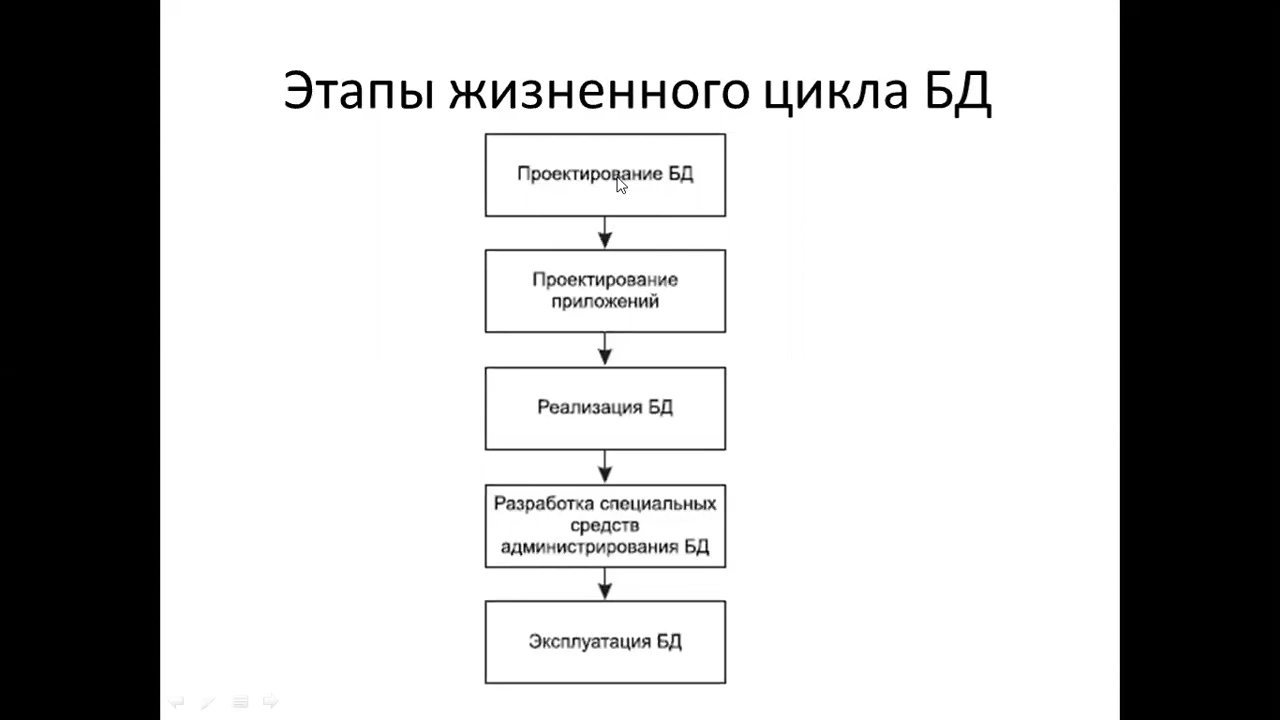 Этапы жизненного цикла БД
Проектирование БД
Проектирование
приложений
Реализация БД
Разработка специальных
средств
администрирования БД
Эксплуатация БД